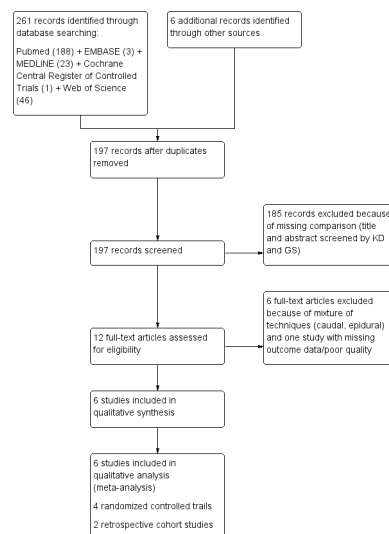 261 records identified through
database searching:
Pubmed (188) + EMBASE (3) +
MEDLINE (23) + Cochrane
Central Register of Controlled
Trials (1) + Web of Science
(46)
6 additional records identified
through other sources
197 records after duplicates
removed
197 records screened
185 records excluded because
of missing comparison (title
and abstract screened by KD
and GS)
12 full-text articles assessed
for eligibility
6 full-text articles excluded
because of mixture of
techniques (caudal, epidural)
and one study with missing
outcome data/poor quality
6 studies included in
qualitative synthesis
6 studies included in
qualitative analysis
(meta-analysis)
4 randomized controlled trails
2 retrospective cohort studies